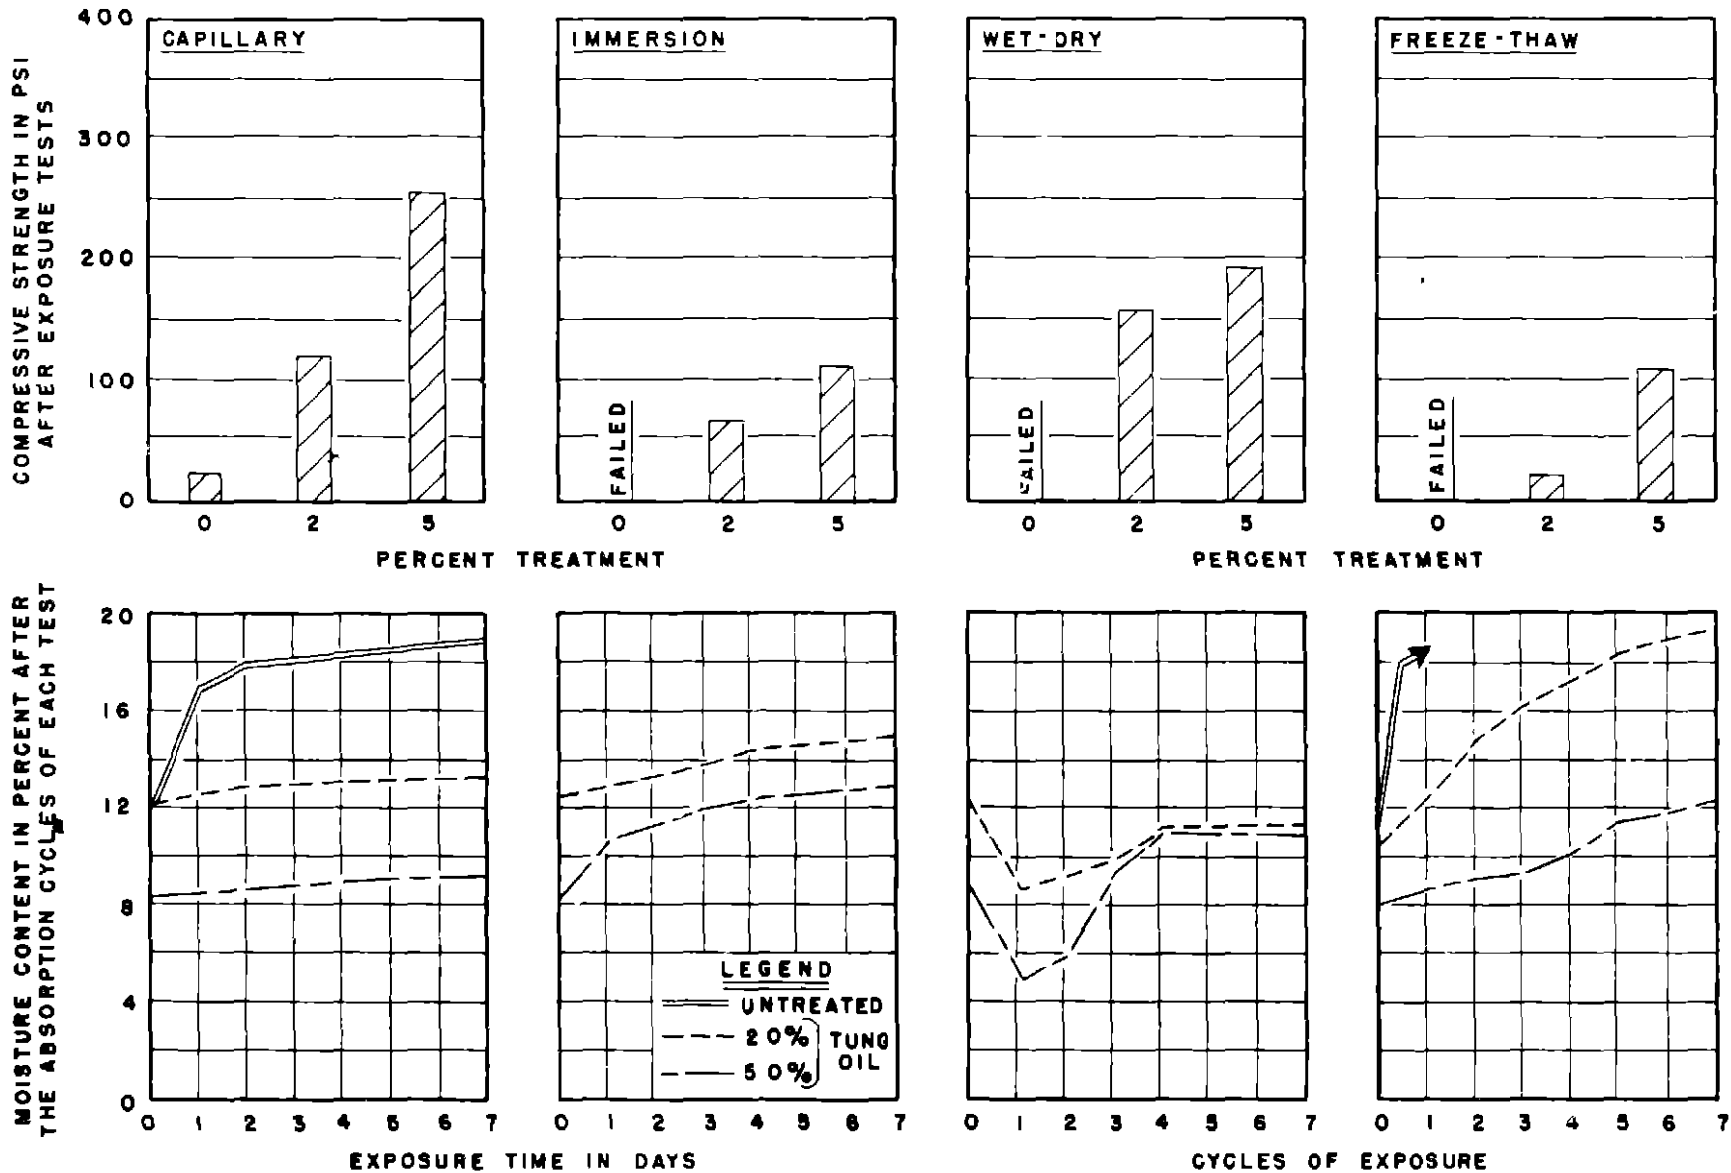 COMPRESSIVE STRENGTH IN PSI
AFTER EXPOSURE TESTS
400
300
200
100
0
CAPILLARY
IMMERSION
WET-DRY
FREEZE-THAW
FAILED
FAILED
FAILED
0 2 5
0 2 5
0 2 5
0 2 5
PERCENT TREATMENT
PERCENT TREATMENT
MOISTURE CONTENT IN PERCENT AFTER
THE ABSORPTION CYCLES OF EACH TEST
20
16
12
8
4
0
LEGEND
UNTREATED
2 0%
5 0%
TUNG
OIL
0 1 2 3 4 5 6 7
0 1 2 3 4 5 6 7
0 1 2 3 4 5 6 7
0 1 2 3 4 5 6 7
EXPOSURE TIME IN DAYS
CYCLES OF EXPOSURE